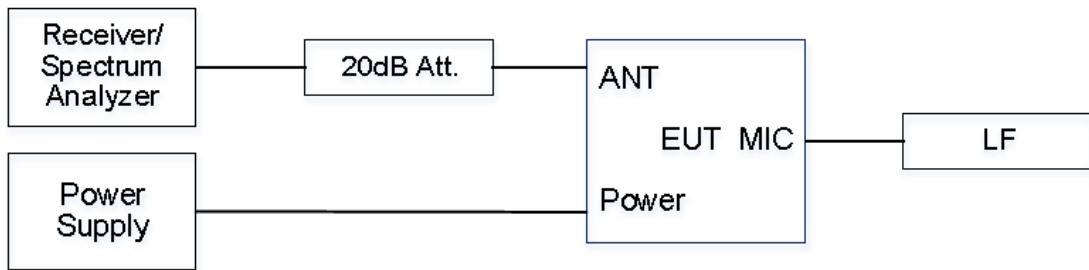 Receiver/
Spectrum
Analyzer
20dB Att.
ANT
EUT MIC
LF
Power
Power
Supply